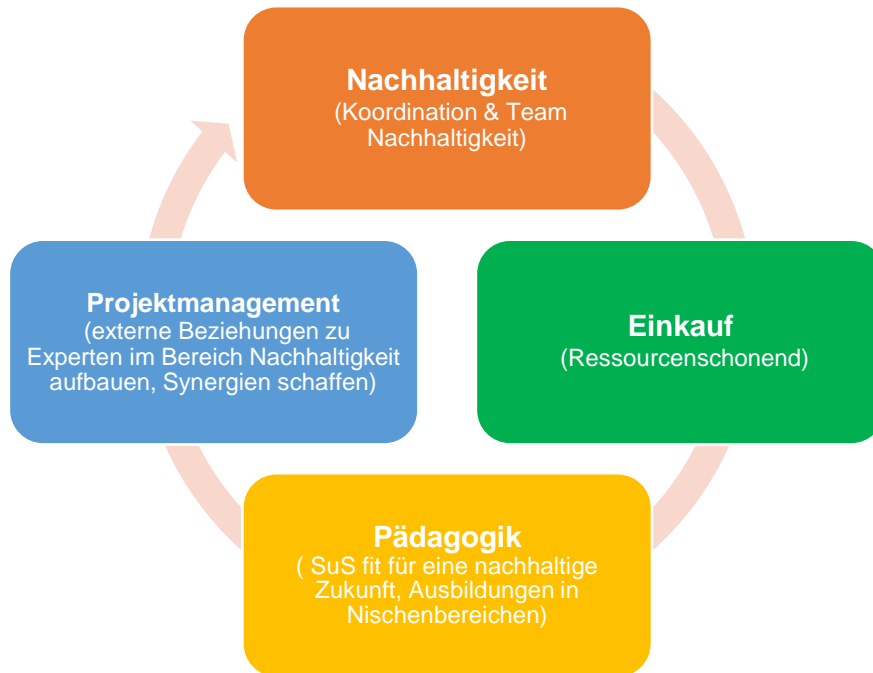 Nachhaltigkeit
(Koordination & Team
Nachhaltigkeit)
Einkauf
(Ressourcenschonend)
Pädagogik
( SuS fit für eine nachhaltige
Zukunft, Ausbildungen in
Nischenbereichen)
Projektmanagement
(externe Beziehungen zu
Experten im Bereich Nachhaltigkeit
aufbauen, Synergien schaffen)